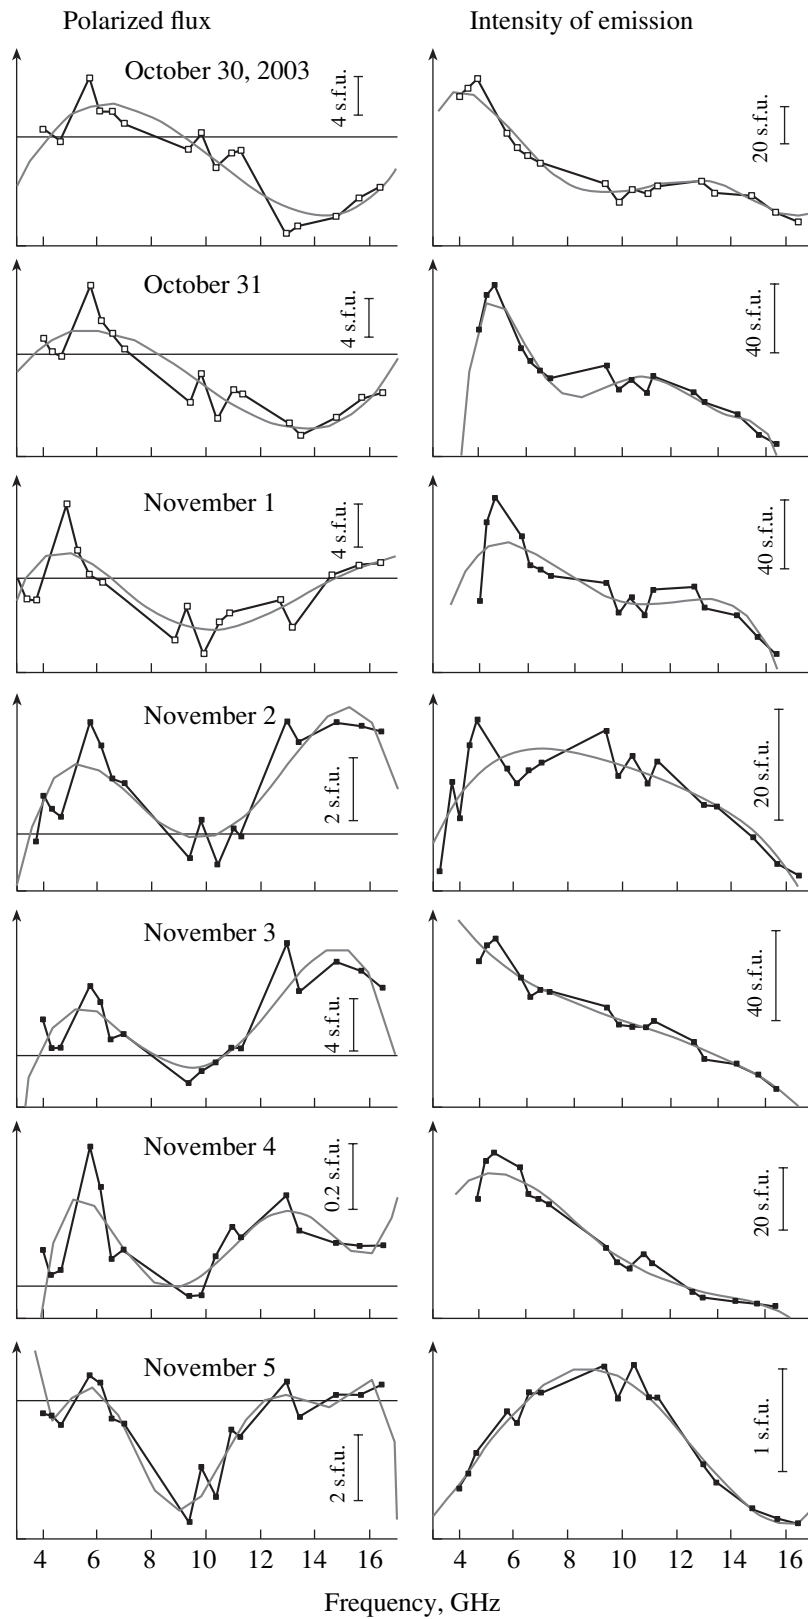 Polarized flux
Intensity of emission
October 30, 2003
4 s.f.u.
20 s.f.u.
October 31
4 s.f.u.
40 s.f.u.
November 1
4 s.f.u.
40 s.f.u.
November 2
2 s.f.u.
20 s.f.u.
November 3
4 s.f.u.
40 s.f.u.
November 4
0.2 s.f.u.
20 s.f.u.
November 5
2 s.f.u.
1 s.f.u.
4 6 10 12 14 16
4 6 10 12 14 16
Frequency, GHz